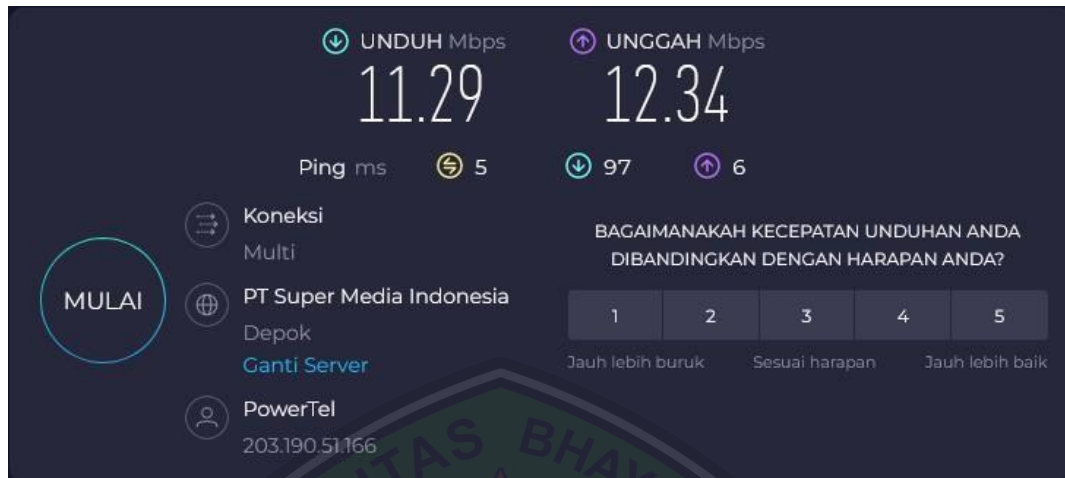 UNDUH Mbps
11.29
UNGGAH Mbps
12.34
Ping ms 5 97 6
MULAI
Koneksi
Multi
PT Super Media Indonesia
Depok
Ganti Server
PowerTel
203.190.51.166
BAGAIMANAKAH KECEPATAN UNDUHAN ANDA
DIBANDINGKAN DENGAN HARAPAN ANDA?
1 2 3 4 5
Jauh lebih buruk Sesuai harapan Jauh lebih baik